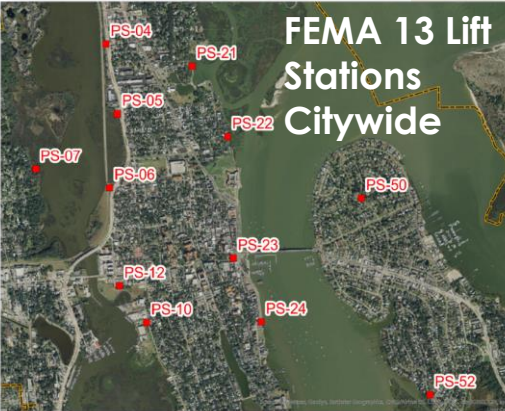 FEMA 13 Lift
Stations
Citywide
PS-04
PS-21
PS-05
PS-22
PS-07
PS-06
PS-50
PS-23
PS-12
PS-10
PS-24
PS-52